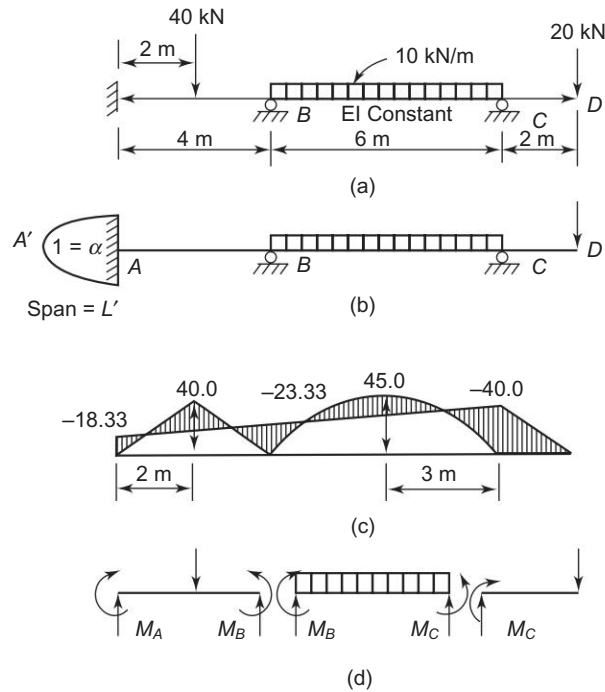 40 kN
20 kN
2 m
10 kN/m
B
EI Constant
C
D
4 m
6 m
2 m
(a)
A′
1 = α
A
B
C
D
Span = L′
(b)
–18.33
40.0
–23.33
45.0
–40.0
2 m
3 m
(c)
M_A
M_B
M_B
M_C
M_C
(d)